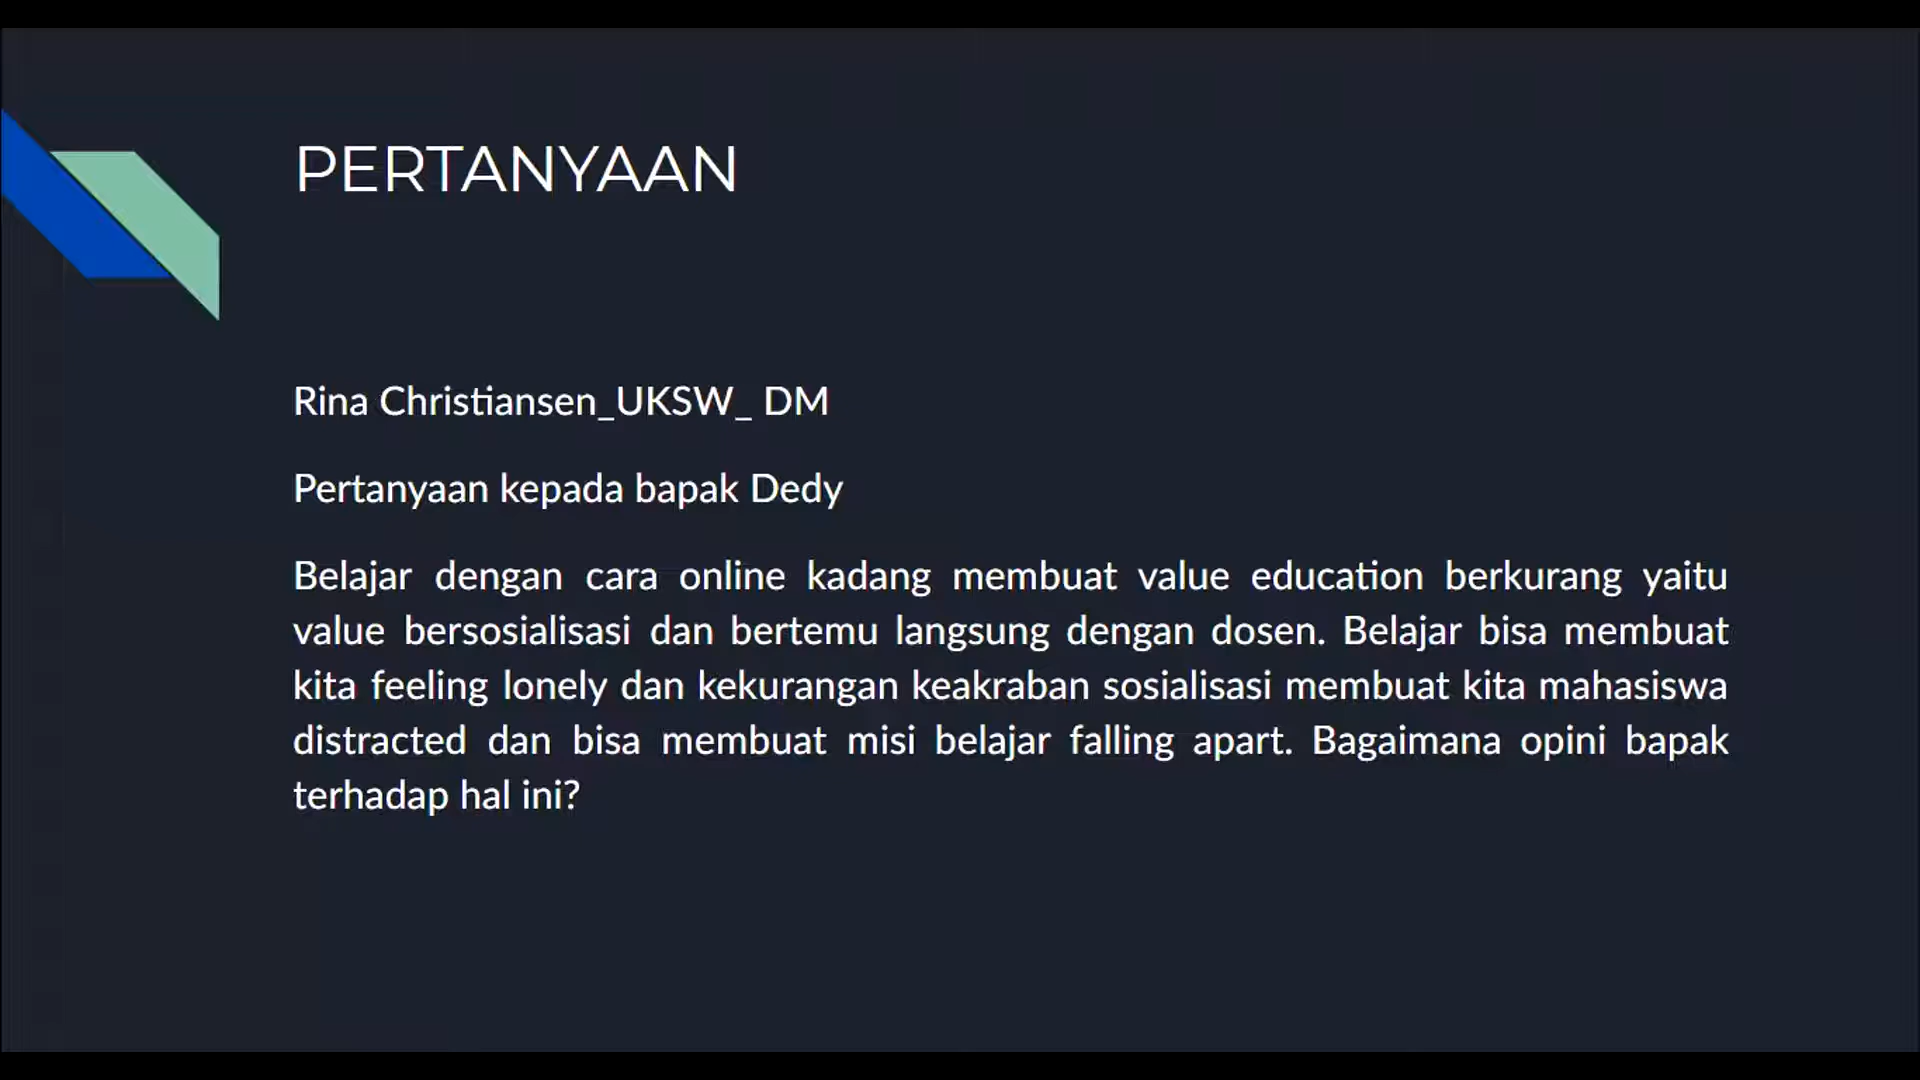 PERTANYAAN
Rina Christiansen_UKSW_ DM
Pertanyaan kepada bapak Dedy
Belajar dengan cara online kadang membuat value education berkurang yaitu
value bersosialisasi dan bertemu langsung dengan dosen. Belajar bisa membuat
kita feeling lonely dan kekurangan keakraban sosialisasi membuat kita mahasiswa
distracted dan bisa membuat misi belajar falling apart. Bagaimana opini bapak
terhadap hal ini?